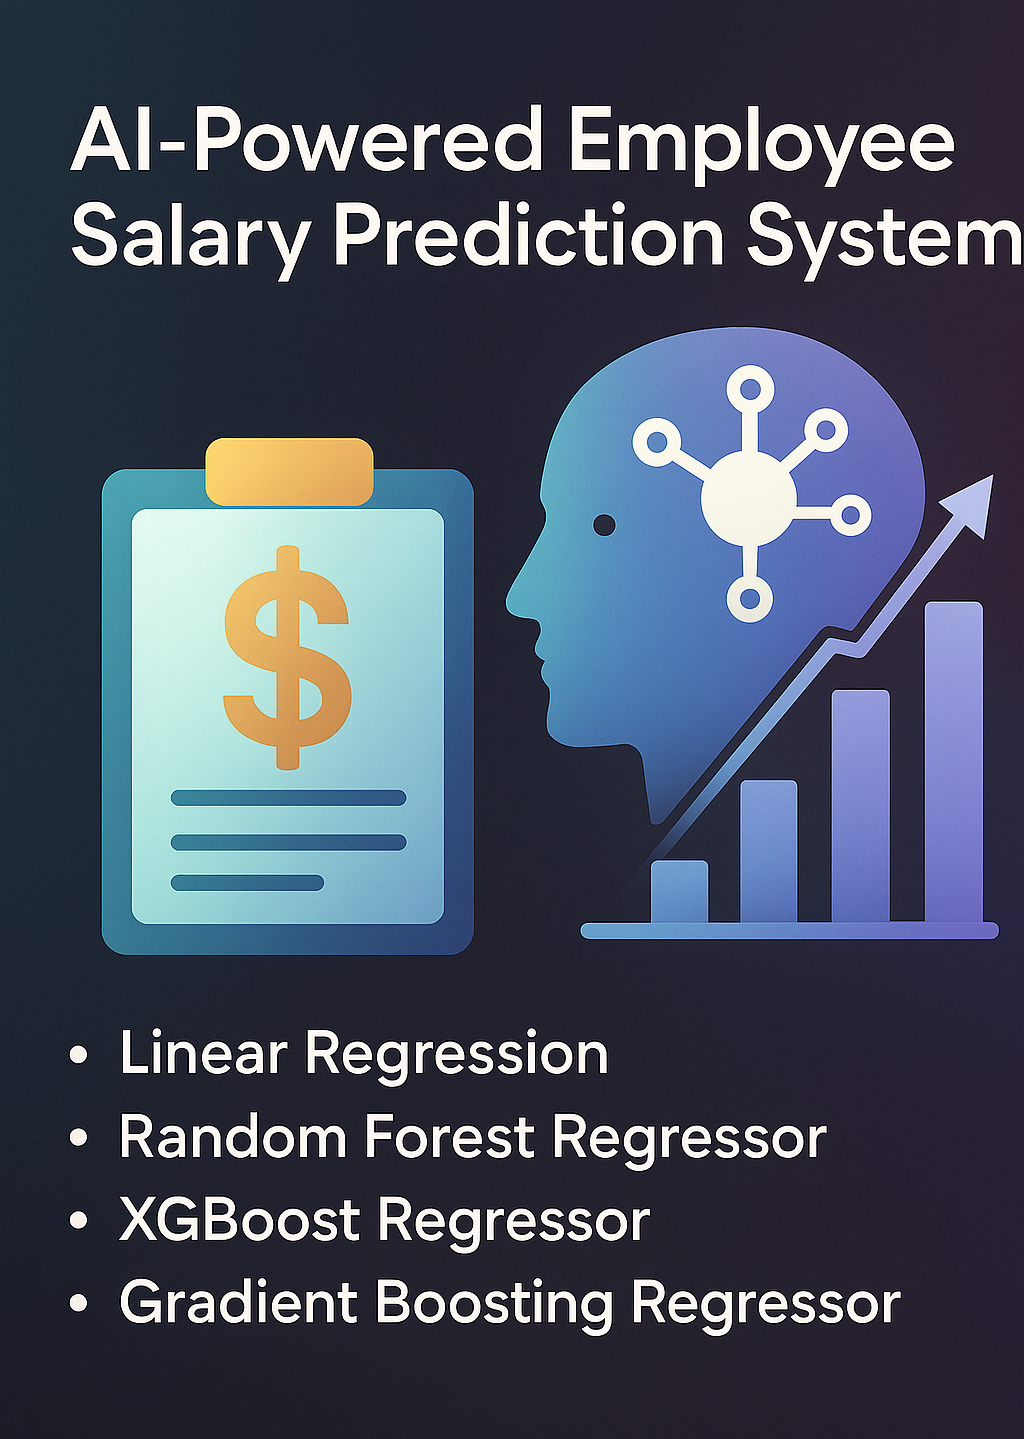 AI-Powered Employee
Salary Prediction System
$
• Linear Regression
• Random Forest Regressor
• XGBoost Regressor
• Gradient Boosting Regressor